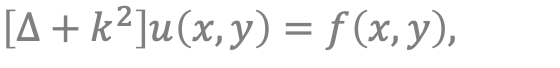 [Δ + k²]u(x, y) = f(x, y),